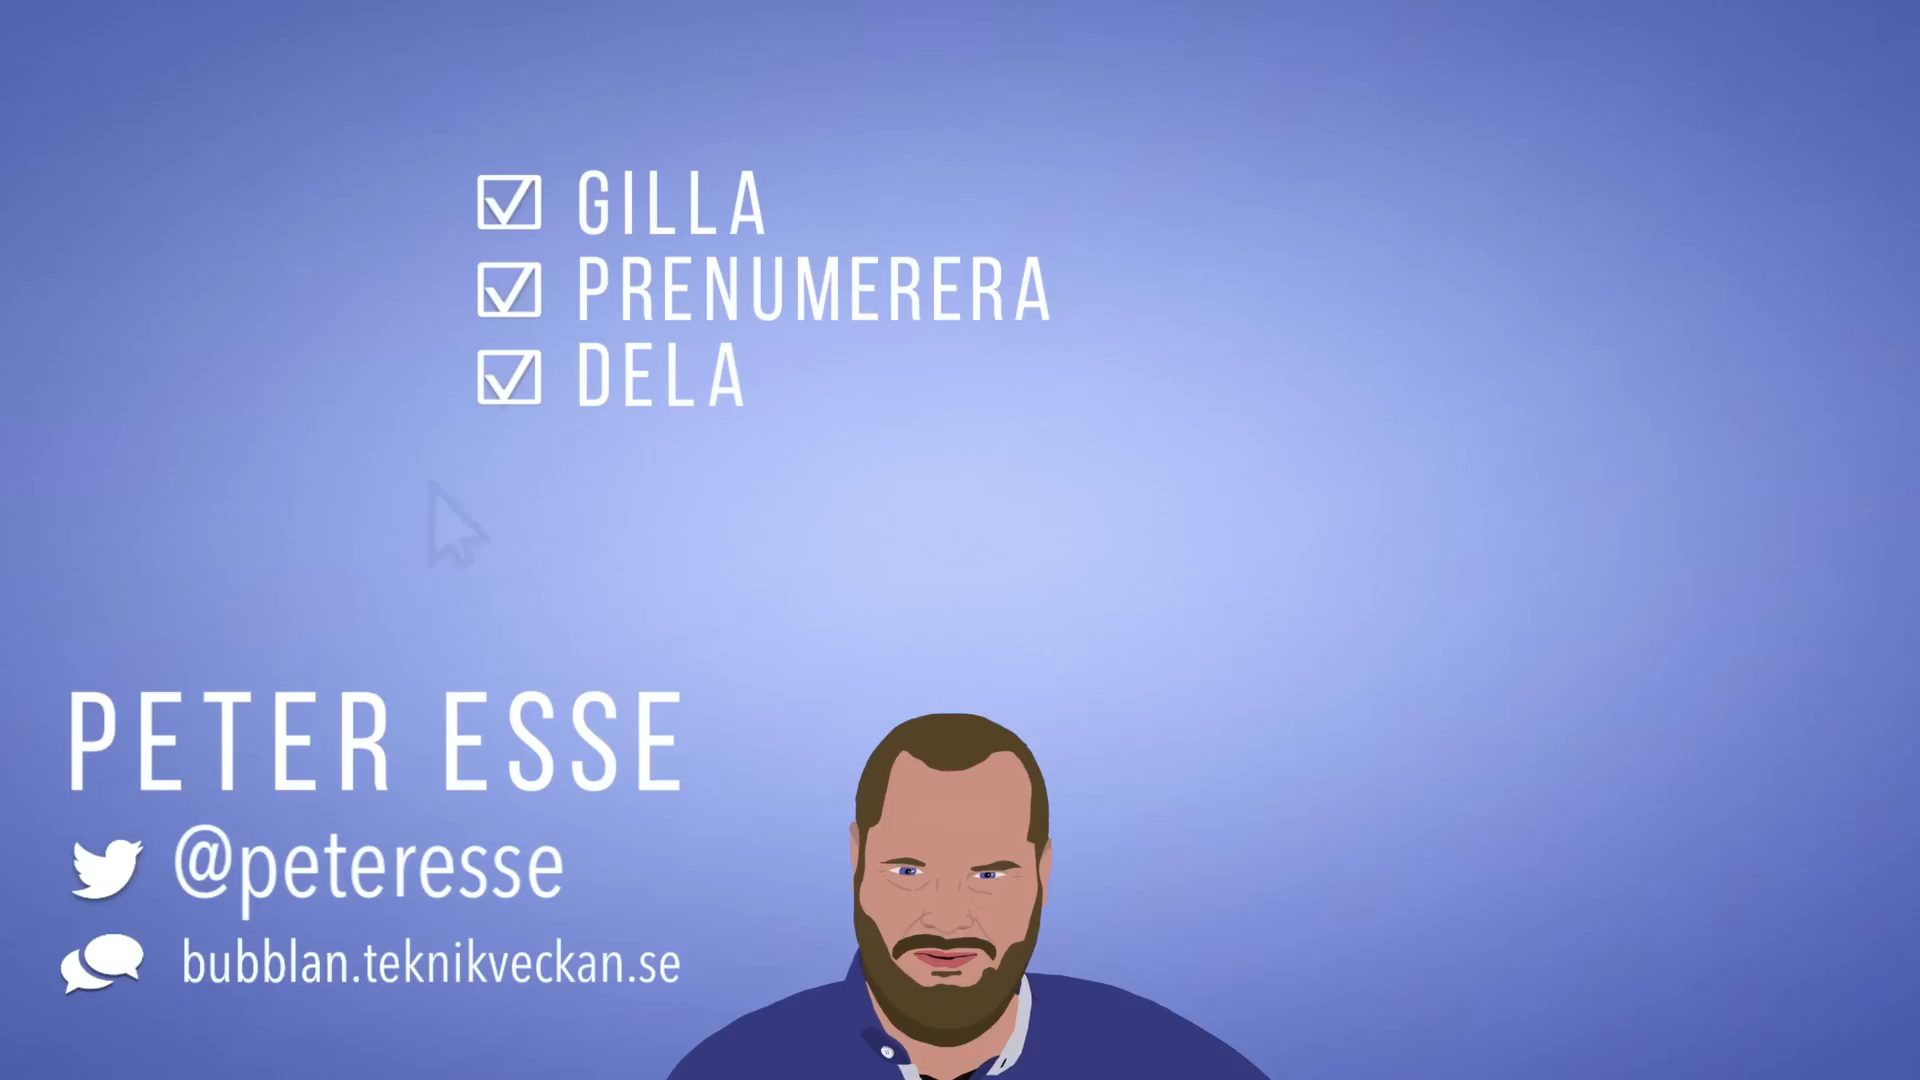 GILLA
PRENUMERERA
DELA
PETER ESSE
@peteresse
bubblan.teknikveckan.se